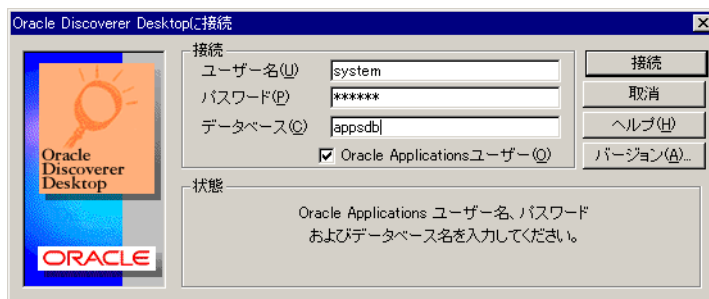 Oracle Discoverer Desktopに接続
接続
ユーザー名(U)
system
パスワード(P)
******
データベース(C)
appsdb
Oracle Applicationsユーザー(O)
接続
取消
ヘルプ(H)
バージョン(A)...
Oracle
Discoverer
Desktop
ORACLE
状態
Oracle Applications ユーザー名、パスワード
およびデータベース名を入力してください。